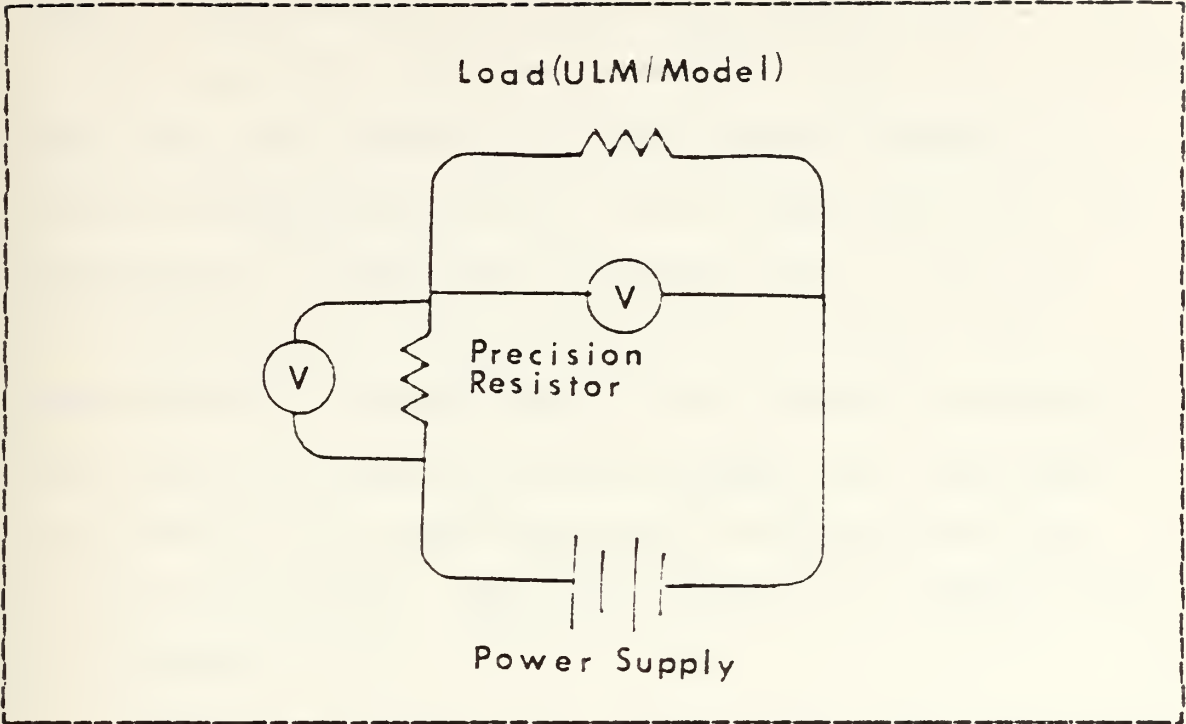 Load(ULM/Model)
V
V
Precision
Resistor
Power Supply